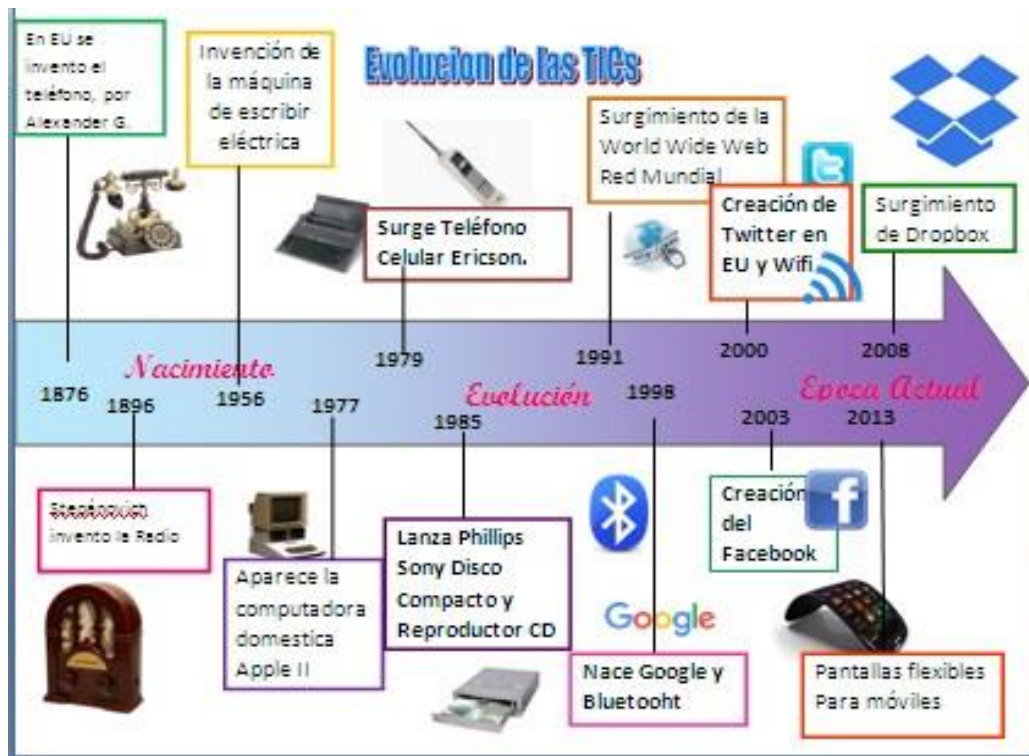 Evolucion de las TICs
En EU se
invento el
teléfono, por
Alexander G.
Invención de
la máquina
de escribir
eléctrica
Surge Teléfono
Celular Ericson.
Surgimiento de la
World Wide Web
Red Mundial
Creación de
Twitter en
EU y Wifi
Surgimiento
de Dropbox
1876
1896
Nacimiento
1956
1977
1979
1985
Evolución
1991
1998
2000
2003
Epoca Actual
2008
2013
invento la Radio
Aparece la
computadora
domestica
Apple II
Lanza Phillips
Sony Disco
Compacto y
Reproductor CD
Google
Nace Google y
Bluetooht
Creación
del
Facebook
Pantallas flexibles
Para móviles